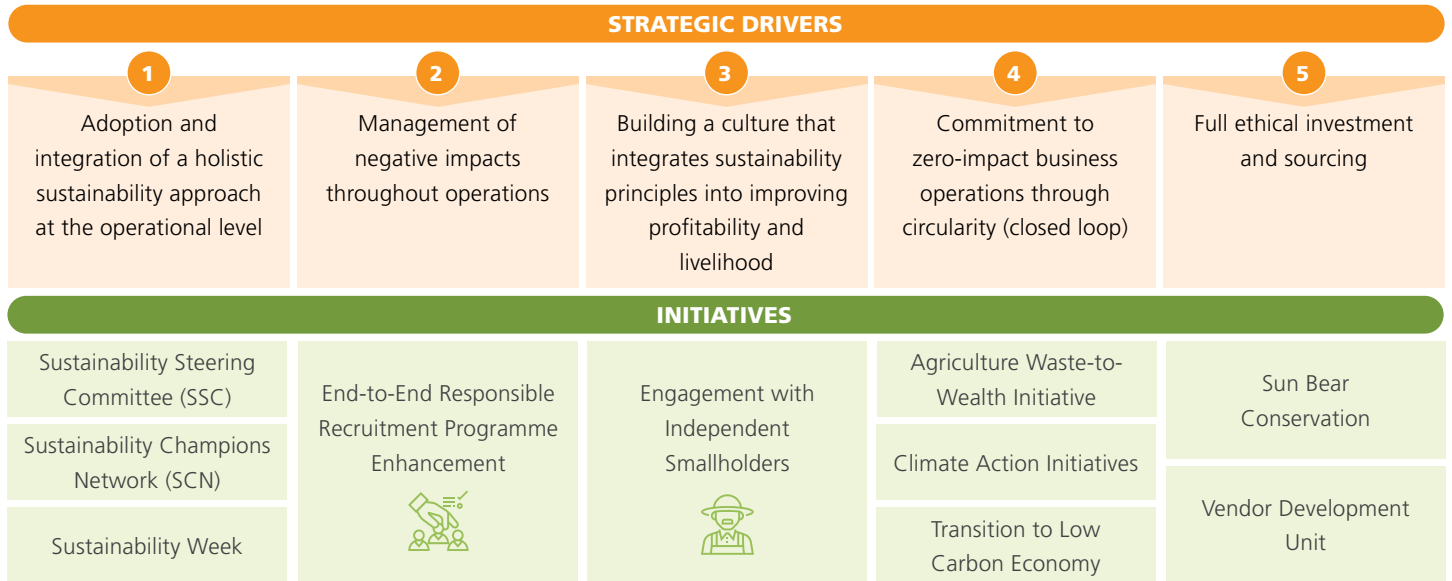 STRATEGIC DRIVERS
1
Adoption and
integration of a holistic
sustainability approach
at the operational level
2
Management of
negative impacts
throughout operations
3
Building a culture that
integrates sustainability
principles into improving
profitability and
livelihood
4
Commitment to
zero-impact business
operations through
circularity (closed loop)
5
Full ethical investment
and sourcing
INITIATIVES
Sustainability Steering
Committee (SSC)
Sustainability Champions
Network (SCN)
Sustainability Week
End-to-End Responsible
Recruitment Programme
Enhancement
Engagement with
Independent
Smallholders
Agriculture Waste-to-
Wealth Initiative
Climate Action Initiatives
Transition to Low
Carbon Economy
Sun Bear
Conservation
Vendor Development
Unit